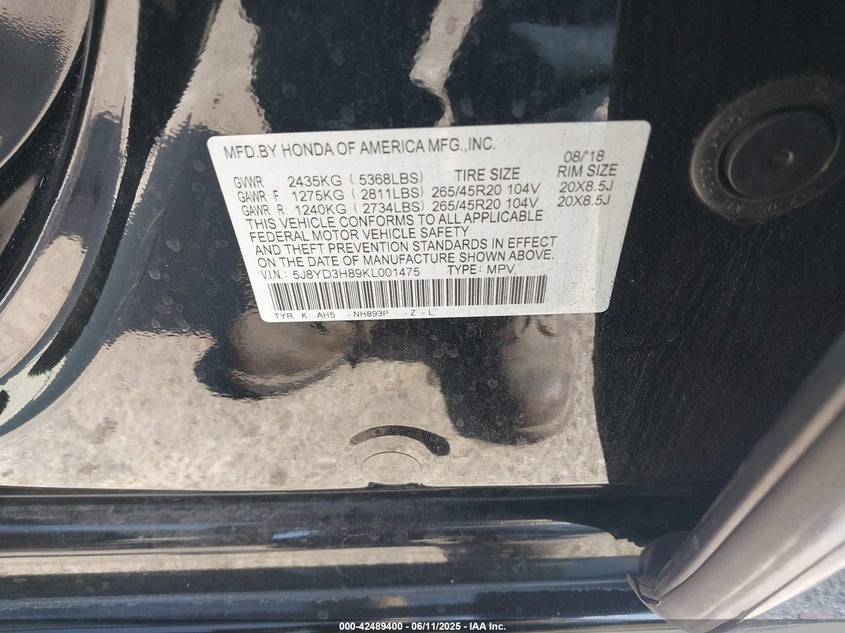 MFD.BY HONDA OF AMERICA MFG.,INC. 08/'18
GVWR 2435KG ( 5368LBS) TIRE SIZE RIM SIZE
GAWR F 1275KG ( 2811LBS) 265/45R20 104V 20X8.5J
GAWR R 1240KG ( 2734LBS) 265/45R20 104V 20X8.5J
THIS VEHICLE CONFORMS TO ALL APPLICABLE
FEDERAL MOTOR VEHICLE SAFETY
AND THEFT PREVENTION STANDARDS IN EFFECT
ON THE DATE OF MANUFACTURE SHOWN ABOVE.
V.I.N.: 5J8YD3H89KL001475 TYPE: MPV
TYR K AH5 -NH893P -Z -L
000-42489400 - 06/11/2025 - IAA Inc.